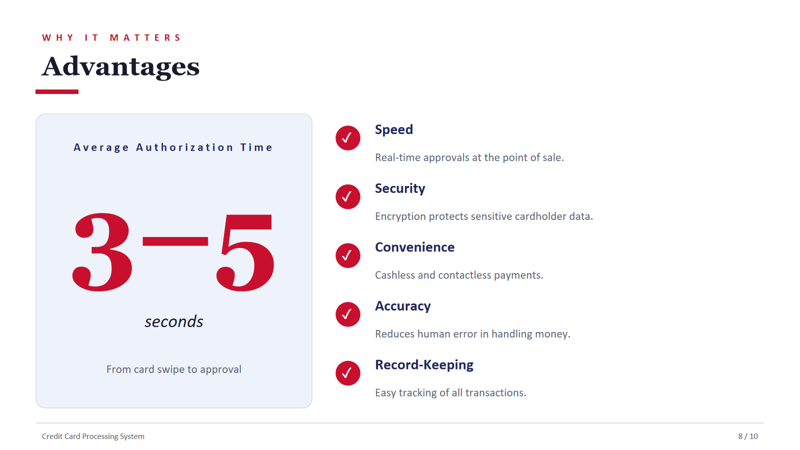 WHY IT MATTERS
Advantages
Average Authorization Time
3—5
seconds
From card swipe to approval
Speed
Real-time approvals at the point of sale.
Security
Encryption protects sensitive cardholder data.
Convenience
Cashless and contactless payments.
Accuracy
Reduces human error in handling money.
Record-Keeping
Easy tracking of all transactions.
Credit Card Processing System
8 / 10